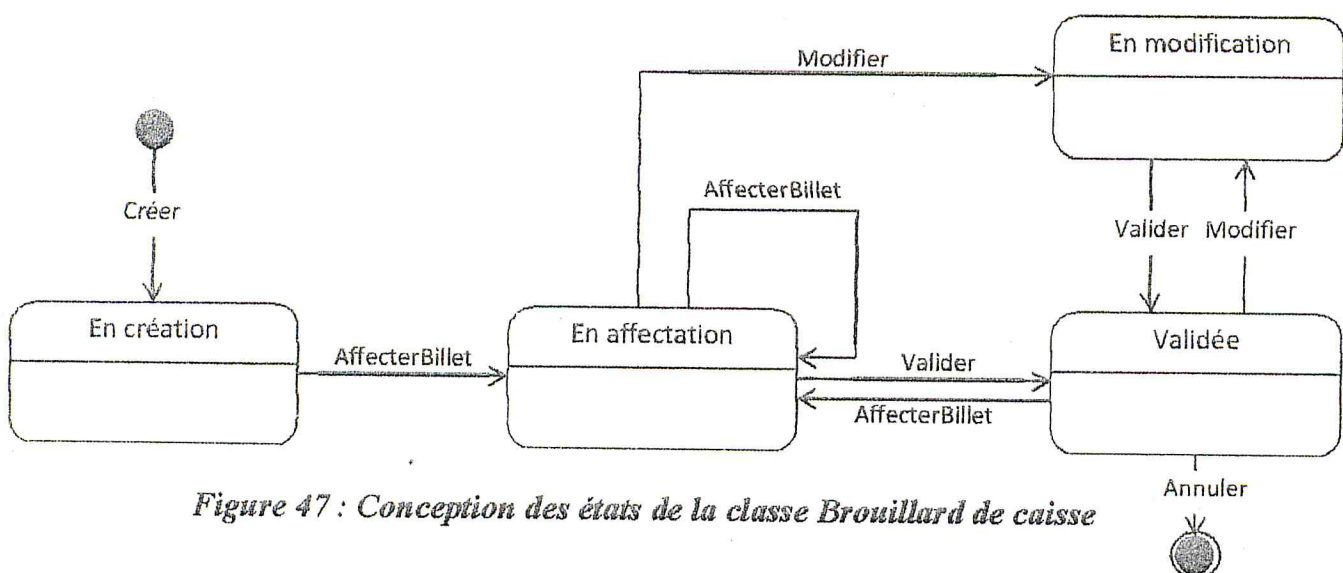 En modification
Modifier
AffecterBillet
Créer
Valider Modifier
En création
En affectation
Validée
AffecterBillet
Valider
AffecterBillet
Annuler
Figure 47 : Conception des états de la classe Brouillard de caisse